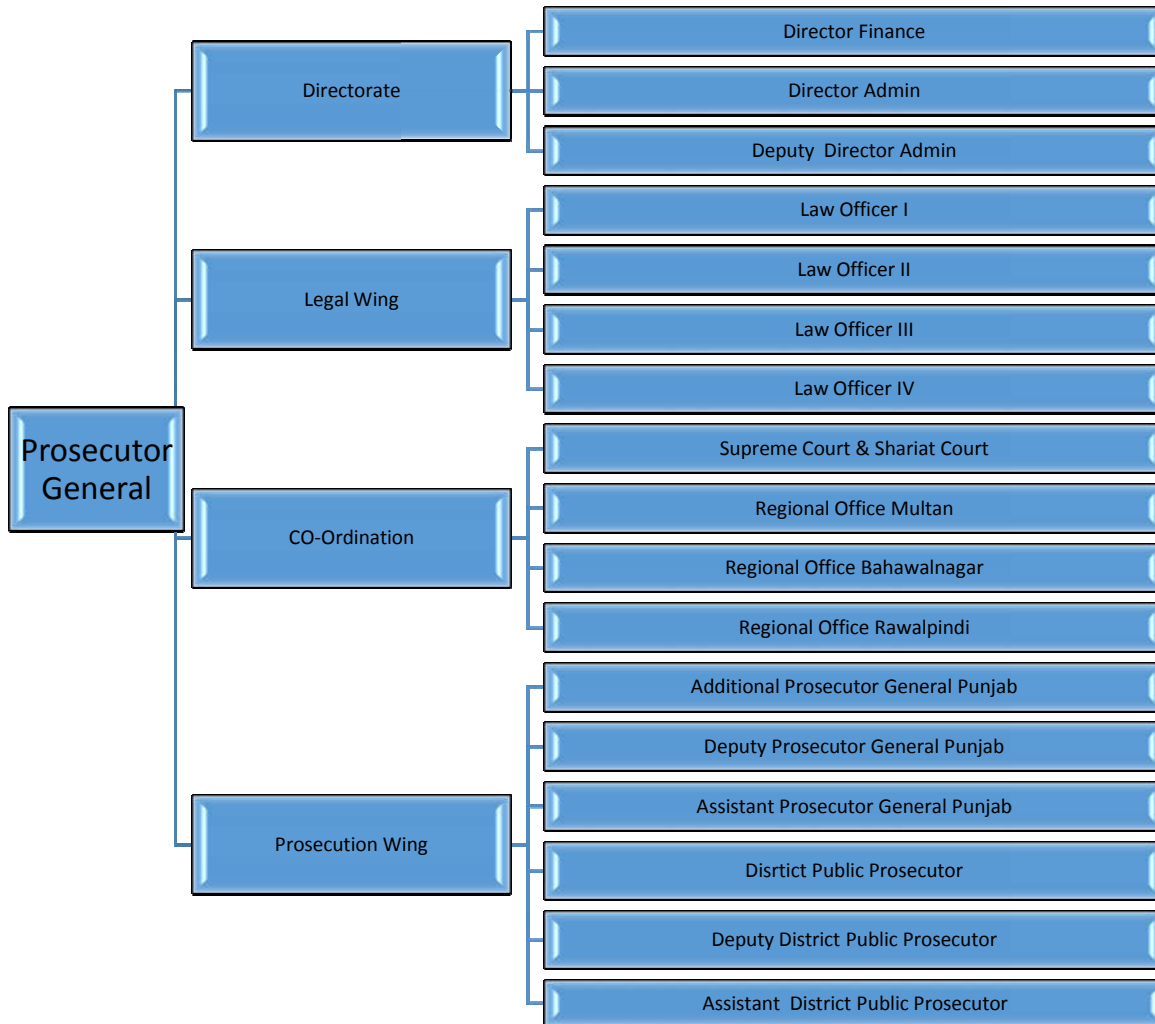 Prosecutor
General
Directorate
Director Finance
Director Admin
Deputy  Director Admin
Legal Wing
Law Officer I
Law Officer II
Law Officer III
Law Officer IV
CO-Ordination
Supreme Court & Shariat Court
Regional Office Multan
Regional Office Bahawalnagar
Regional Office Rawalpindi
Prosecution Wing
Additional Prosecutor General Punjab
Deputy Prosecutor General Punjab
Assistant Prosecutor General Punjab
Disrtict Public Prosecutor
Deputy District Public Prosecutor
Assistant  District Public Prosecutor